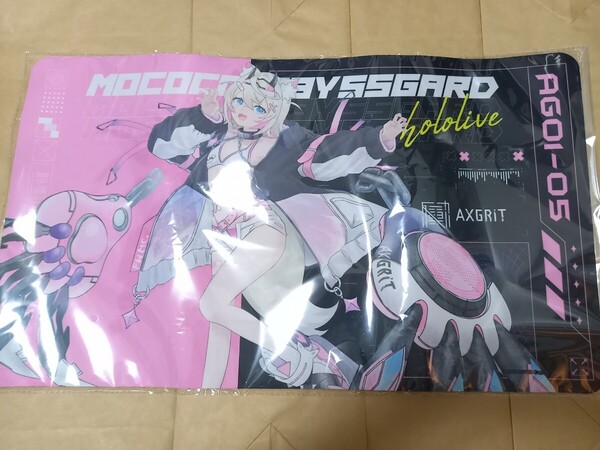 MOCOCO ABYSSGARD
hololive
AG01-05
AXGRIT
AXGRIT